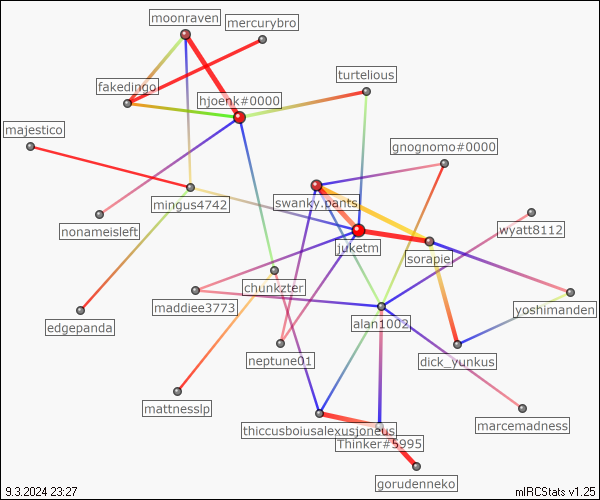 moonraven
mercurybro
turtelious
fakedingo
hjoenk#0000
majestico
gnognomo#0000
mingus4742
swanky.pants
nonameisleft
wyatt8112
juketm
sorapie
chunkzter
maddiee3773
yoshimanden
alan1002
edgepanda
neptune01
dick_yunkus
mattnesslp
marcemadness
thiccusboiusalexusjoneus
Thinker#5995
gorudenneko
9.3.2024 23:27
mIRCStats v1.25